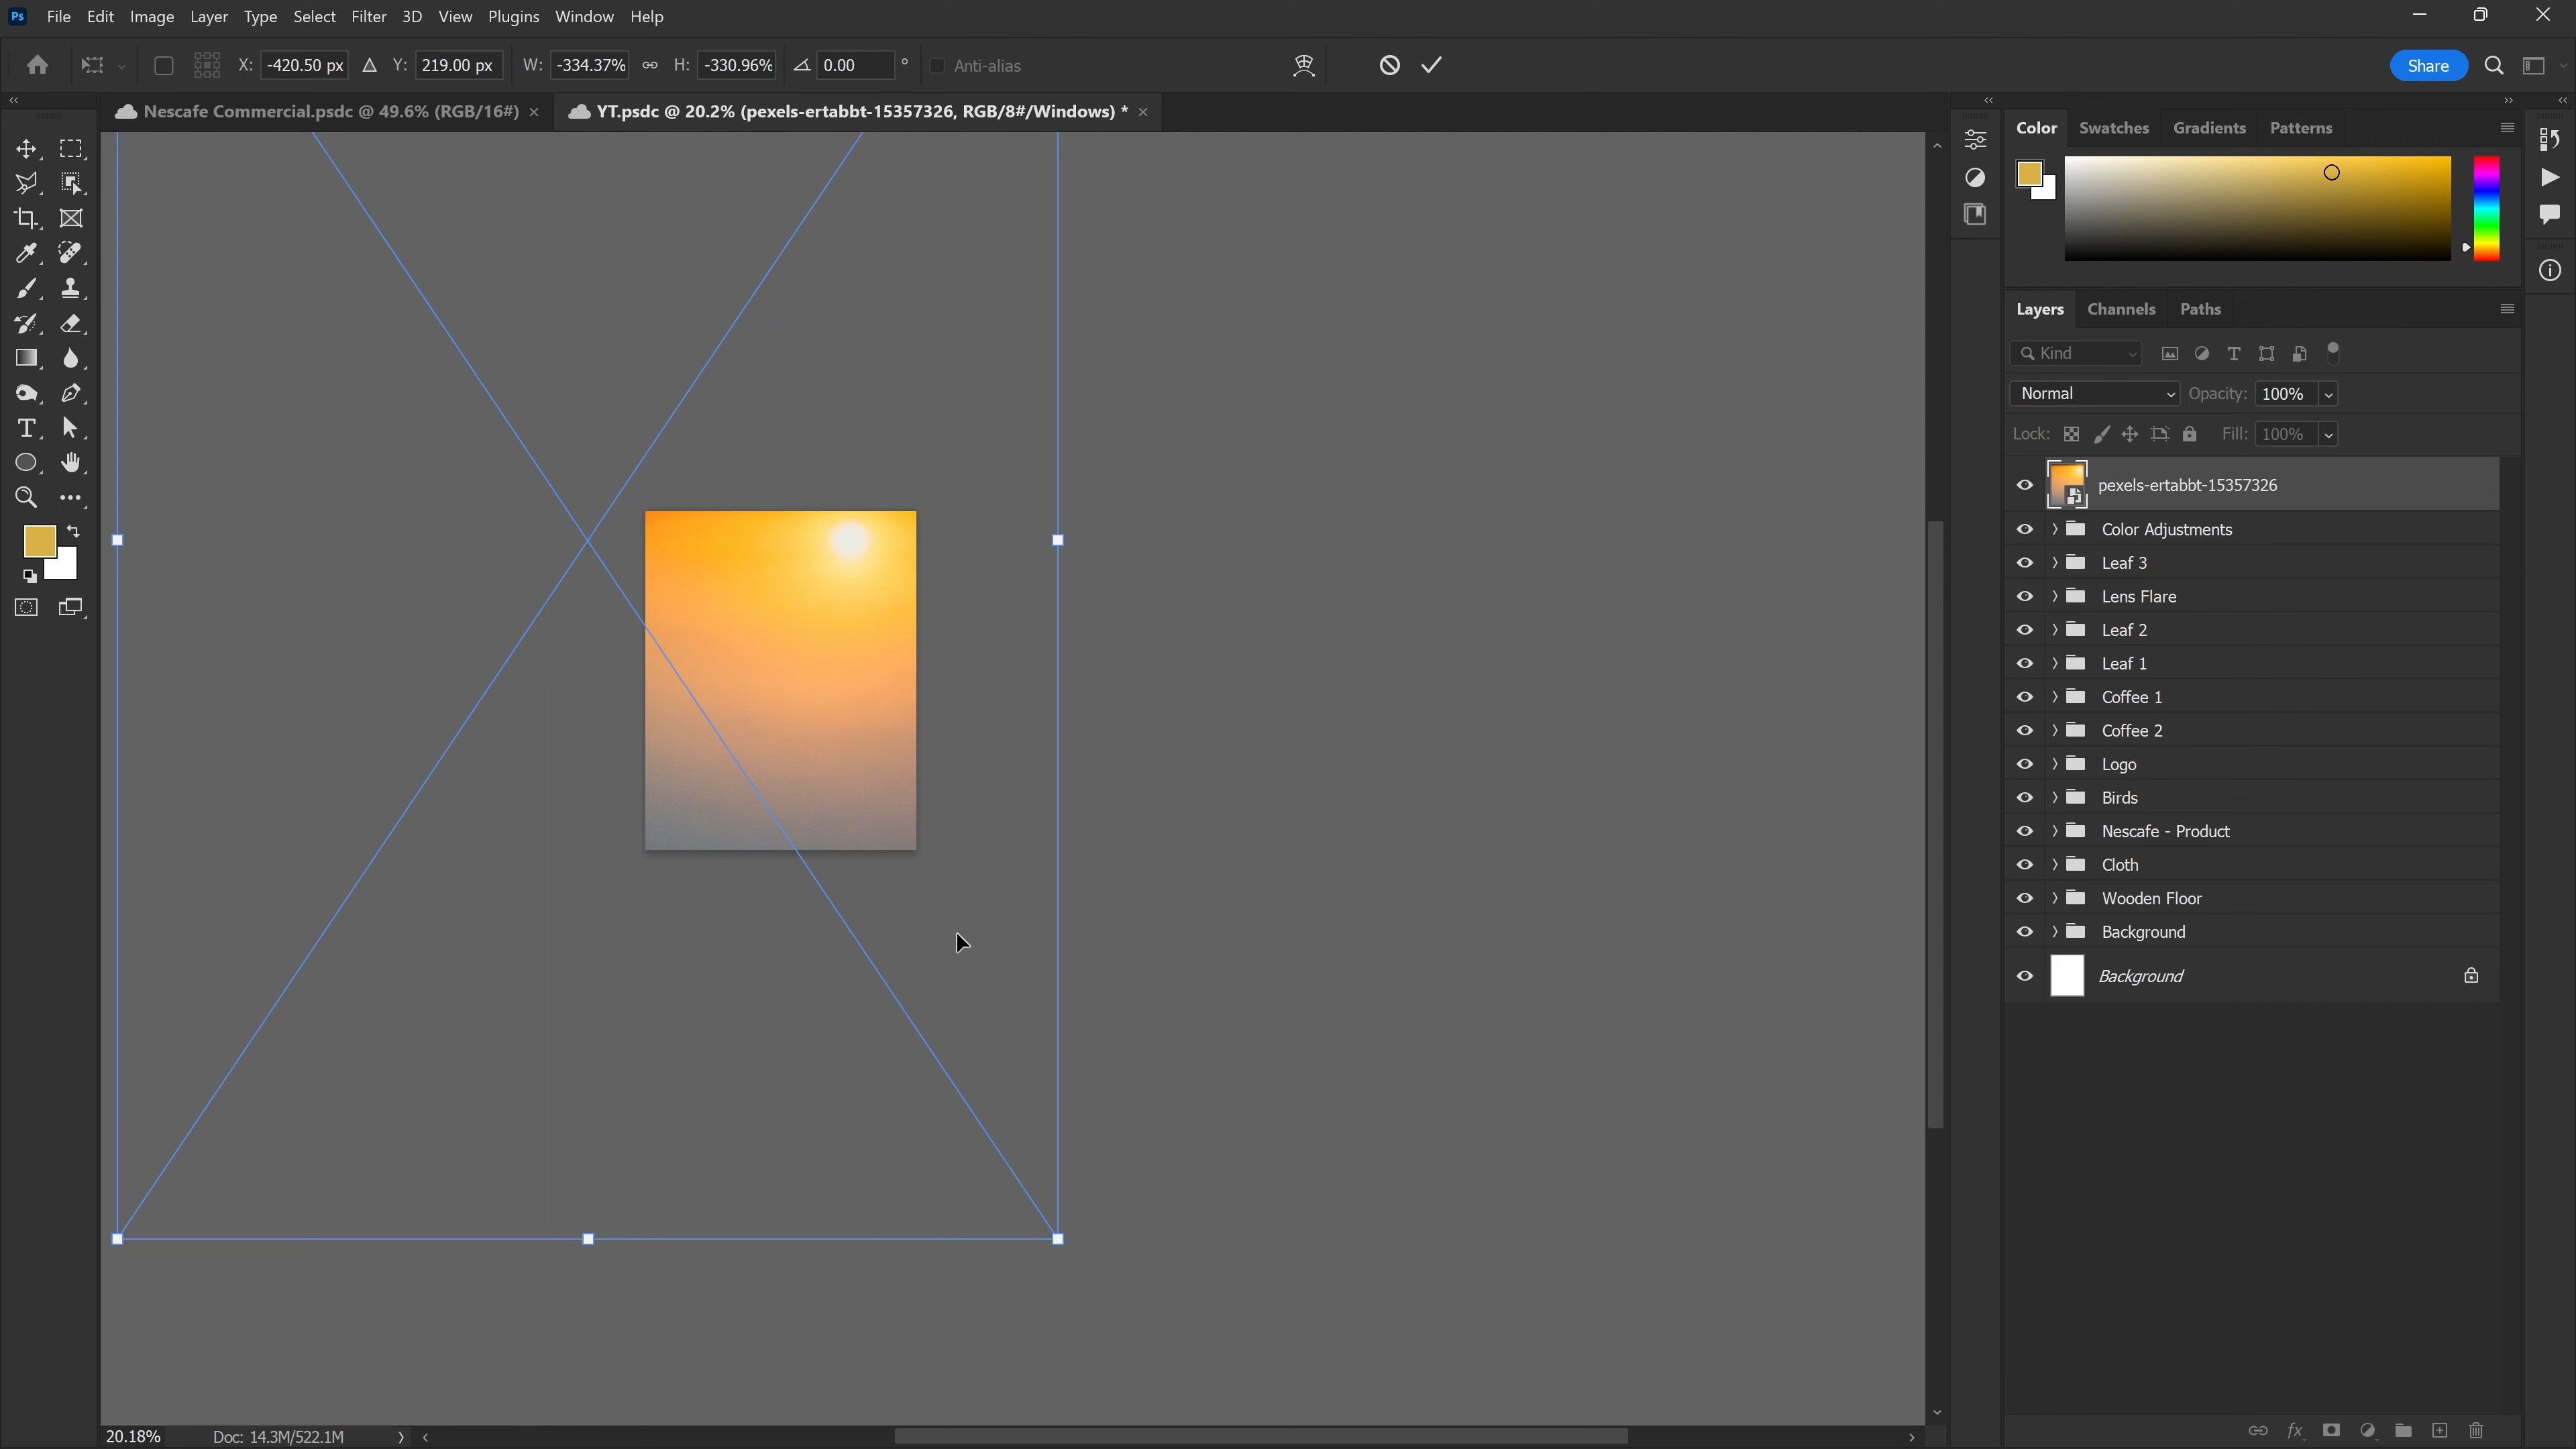 Ps File Edit Image Layer Type Select Filter 3D View Plugins Window Help
X: -420.50 px Y: 219.00 px W: -334.37% H: -330.96% 0.00 ° Anti-alias Share
Nescafe Commercial.psdc @ 49.6% (RGB/16#) × YT.psdc @ 20.2% (pexels-ertabbt-15357326, RGB/8#/Windows) * ×
Color Swatches Gradients Patterns
Layers Channels Paths
Kind
Normal Opacity: 100%
Lock: Fill: 100%
pexels-ertabbt-15357326
Color Adjustments
Leaf 3
Lens Flare
Leaf 2
Leaf 1
Coffee 1
Coffee 2
Logo
Birds
Nescafe - Product
Cloth
Wooden Floor
Background
Background
20.18% Doc: 14.3M/522.1M
fx